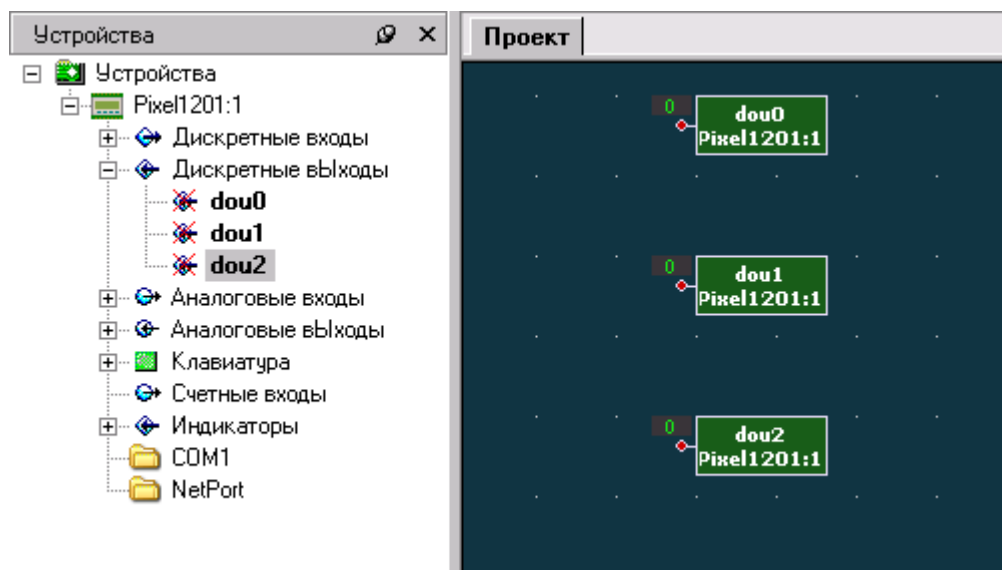 Устройства
Устройства
Pixel1201:1
Дискретные входы
Дискретные вЫходы
dou0
dou1
dou2
Аналоговые входы
Аналоговые вЫходы
Клавиатура
Счетные входы
Индикаторы
COM1
NetPort
Проект
0
dou0
Pixel1201:1
0
dou1
Pixel1201:1
0
dou2
Pixel1201:1